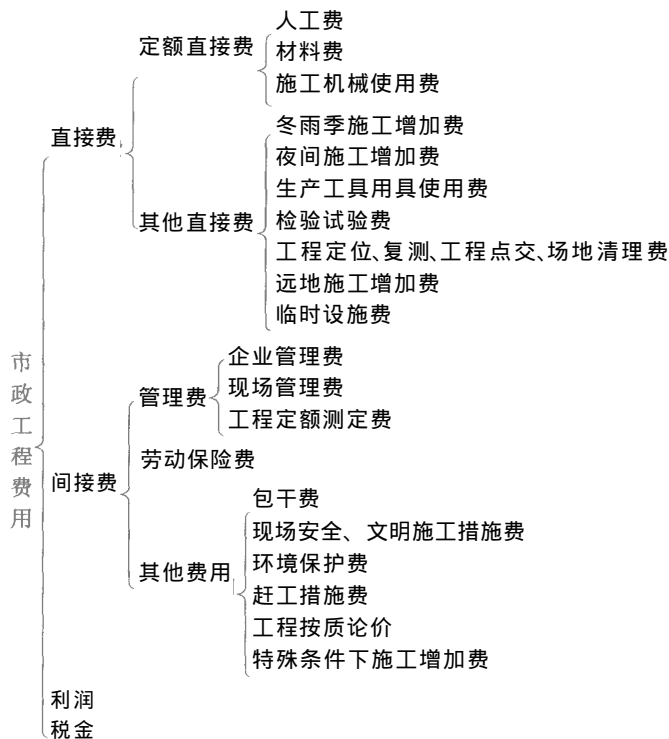 市政工程费用
直接费
定额直接费
人工费
材料费
施工机械使用费
其他直接费
冬雨季施工增加费
夜间施工增加费
生产工具用具使用费
检验试验费
工程定位、复测、工程点交、场地清理费
远地施工增加费
临时设施费
间接费
管理费
企业管理费
现场管理费
工程定额测定费
劳动保险费
其他费用
包干费
现场安全、文明施工措施费
环境保护费
赶工措施费
工程按质论价
特殊条件下施工增加费
利润
税金